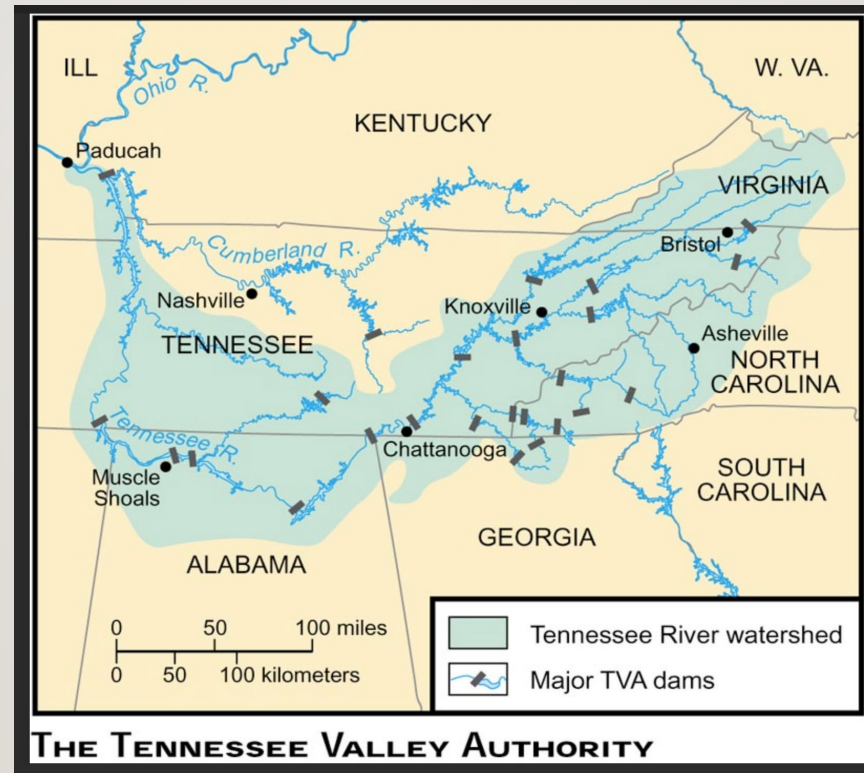 ILL
W. VA.
Ohio R.
KENTUCKY
Paducah
VIRGINIA
Bristol
Cumberland R.
Nashville
Knoxville
TENNESSEE
Asheville
NORTH
CAROLINA
Tennessee R.
Chattanooga
Muscle
Shoals
SOUTH
CAROLINA
GEORGIA
ALABAMA
0 50 100 miles
0 50 100 kilometers
Tennessee River watershed
Major TVA dams
THE TENNESSEE VALLEY AUTHORITY